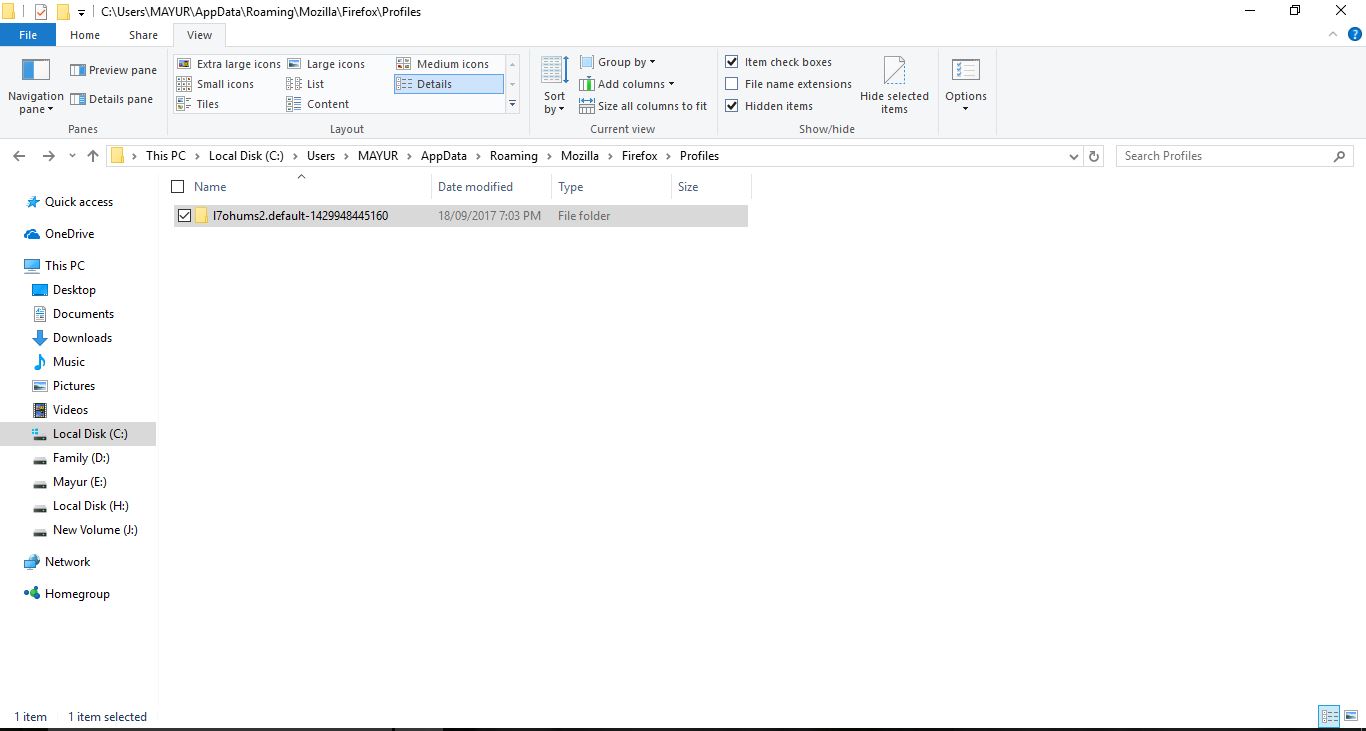 C:\Users\MAYUR\AppData\Roaming\Mozilla\Firefox\Profiles
File Home Share View
Navigation pane
Preview pane
Details pane
Panes
Extra large icons Large icons Medium icons
Small icons List Details
Tiles Content
Layout
Sort by
Group by
Add columns
Size all columns to fit
Current view
Item check boxes
File name extensions
Hidden items
Hide selected items
Show/hide
Options
This PC Local Disk (C:) Users MAYUR AppData Roaming Mozilla Firefox Profiles
Search Profiles
Name Date modified Type Size
l7ohums2.default-1429948445160 18/09/2017 7:03 PM File folder
Quick access
OneDrive
This PC
Desktop
Documents
Downloads
Music
Pictures
Videos
Local Disk (C:)
Family (D:)
Mayur (E:)
Local Disk (H:)
New Volume (J:)
Network
Homegroup
1 item 1 item selected